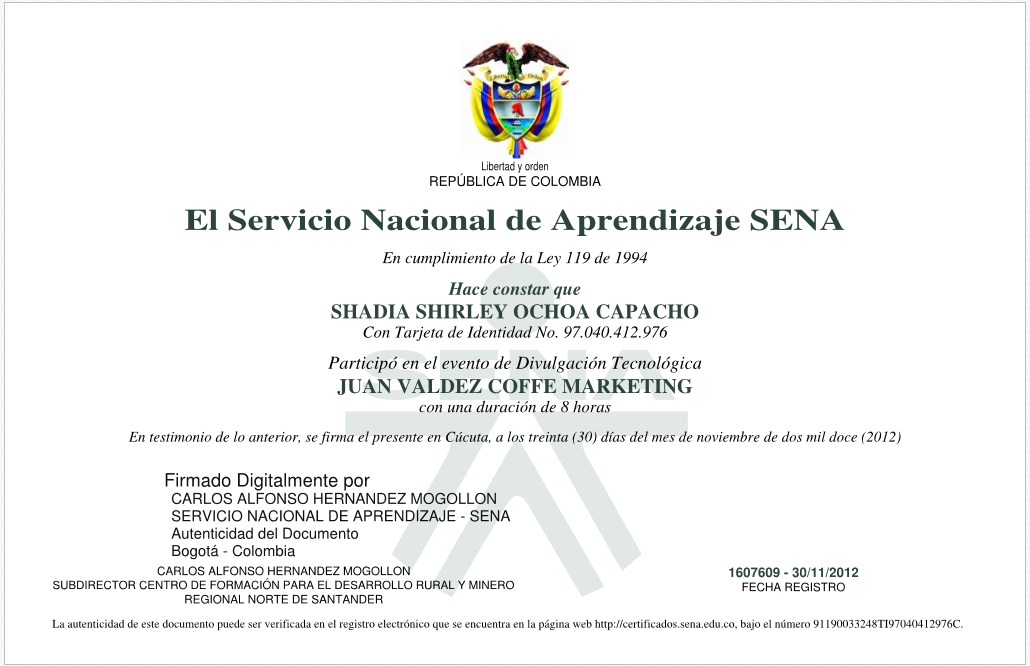 Libertad y Orden
Libertad y orden
REPÚBLICA DE COLOMBIA
El Servicio Nacional de Aprendizaje SENA
En cumplimiento de la Ley 119 de 1994
Hace constar que
SHADIA SHIRLEY OCHOA CAPACHO
Con Tarjeta de Identidad No. 97.040.412.976
Participó en el evento de Divulgación Tecnológica
SENA
JUAN VALDEZ COFFE MARKETING
con una duración de 8 horas
En testimonio de lo anterior, se firma el presente en Cúcuta, a los treinta (30) días del mes de noviembre de dos mil doce (2012)
Firmado Digitalmente por
CARLOS ALFONSO HERNANDEZ MOGOLLON
SERVICIO NACIONAL DE APRENDIZAJE - SENA
Autenticidad del Documento
Bogotá - Colombia
CARLOS ALFONSO HERNANDEZ MOGOLLON
SUBDIRECTOR CENTRO DE FORMACIÓN PARA EL DESARROLLO RURAL Y MINERO
REGIONAL NORTE DE SANTANDER
1607609 - 30/11/2012
FECHA REGISTRO
La autenticidad de este documento puede ser verificada en el registro electrónico que se encuentra en la página web http://certificados.sena.edu.co, bajo el número 91190033248TI97040412976C.